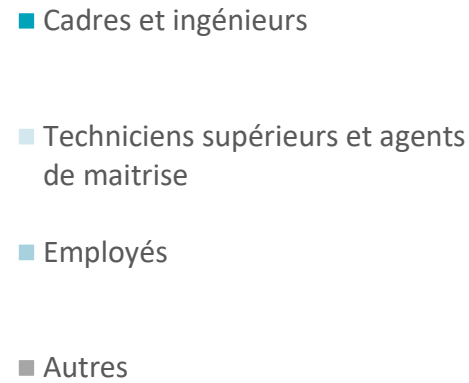 Cadres et ingénieurs
Techniciens supérieurs et agents
de maitrise
Employés
Autres